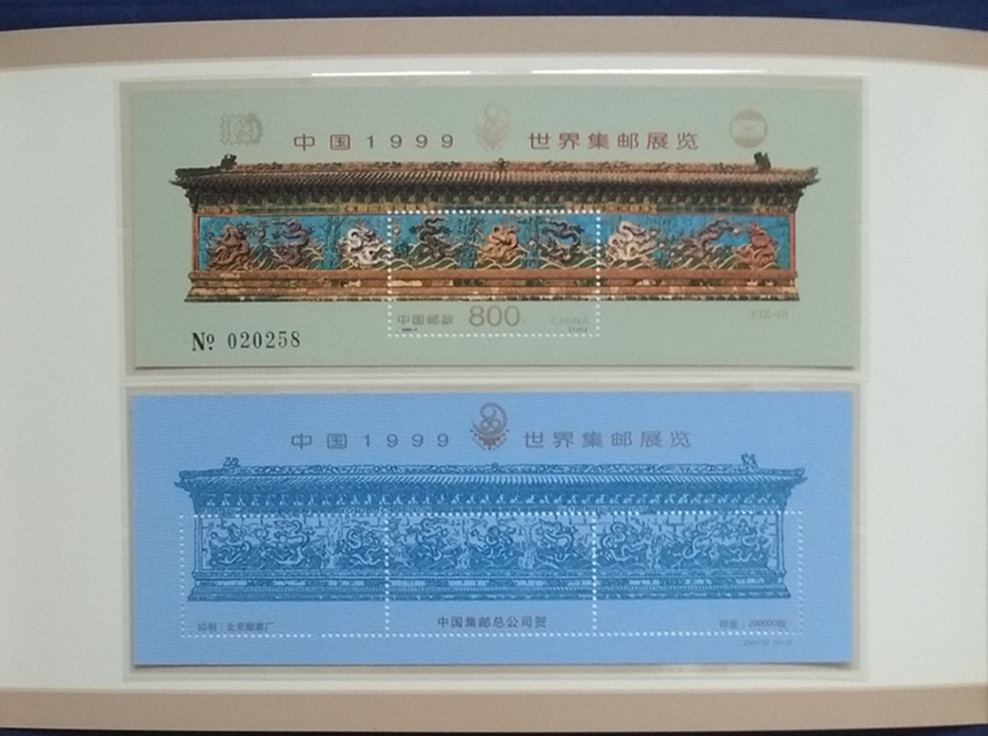 中国1999 世界集邮展览
中国邮政 800分 CHINA
PJZ-10
№ 020258
中国1999 世界集邮展览
印制：北京邮票厂 中国集邮总公司贺 印量：200000枚